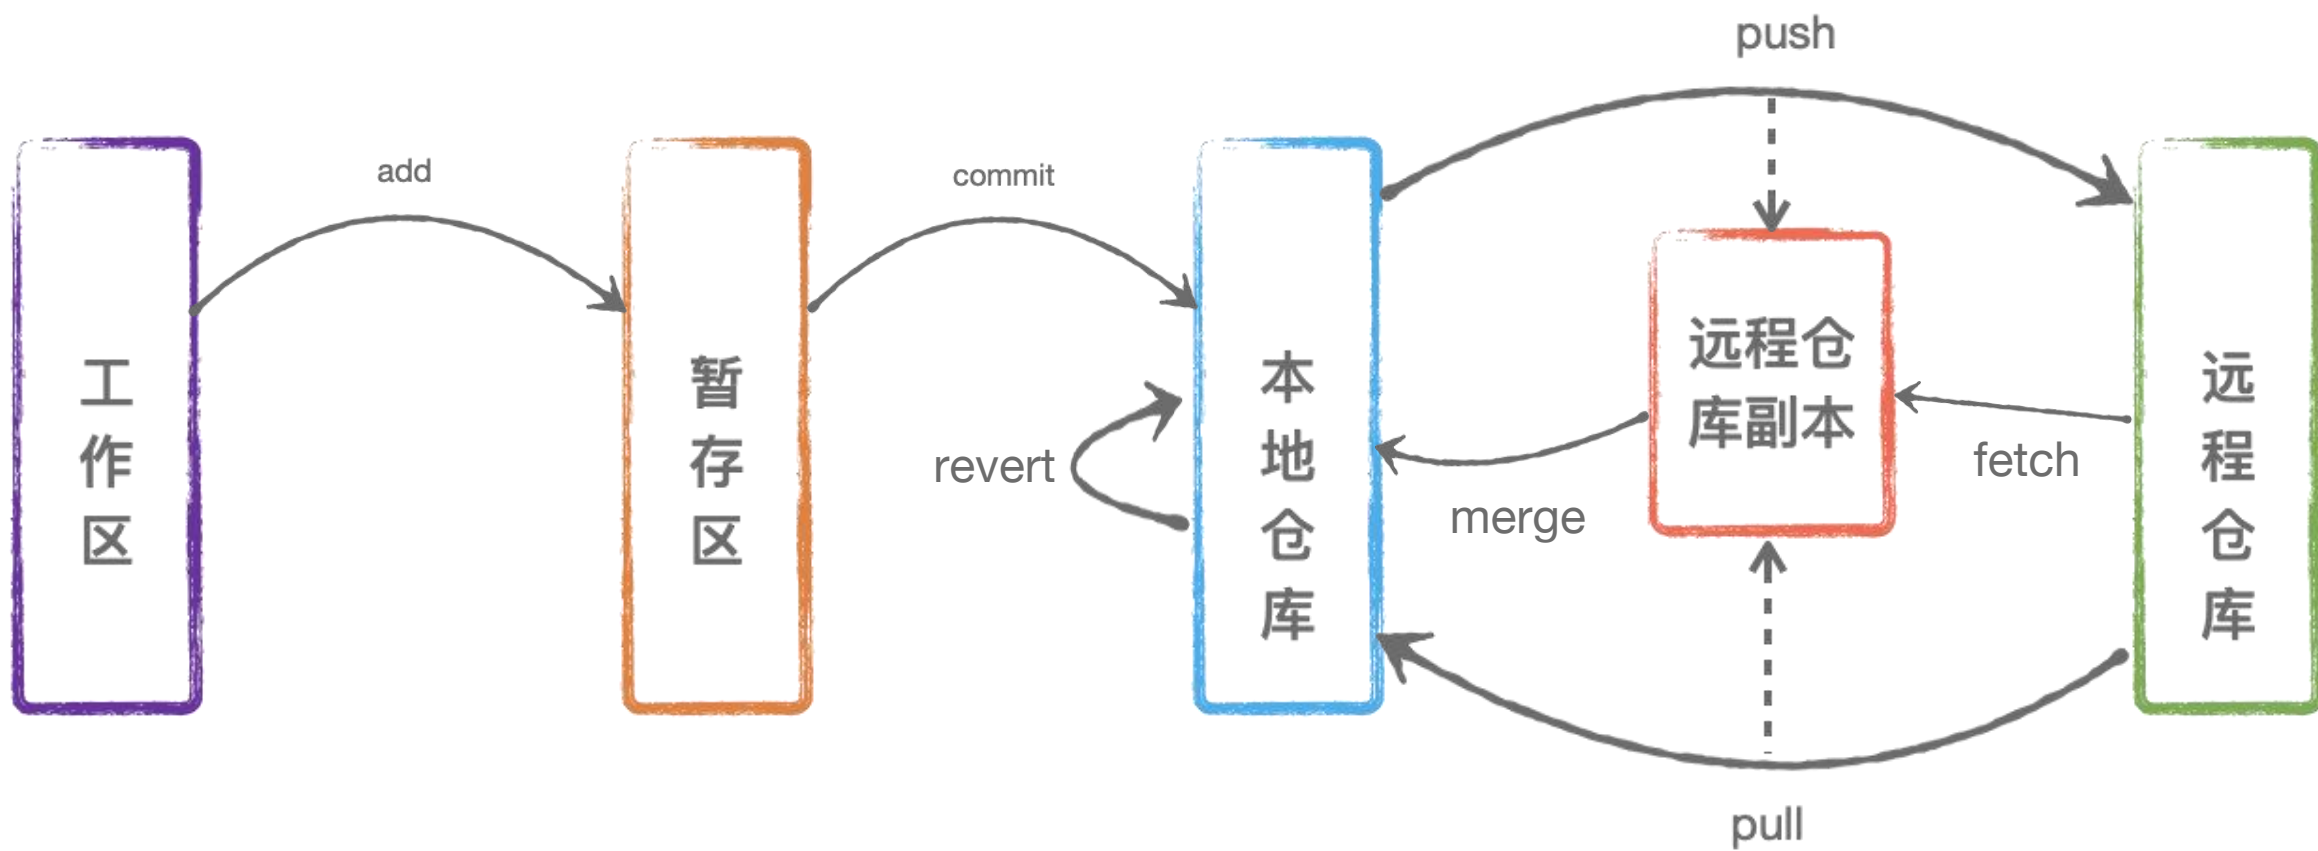 push
add
commit
工作区
暂存区
revert
本地仓库
merge
远程仓
库副本
fetch
远程仓库
pull